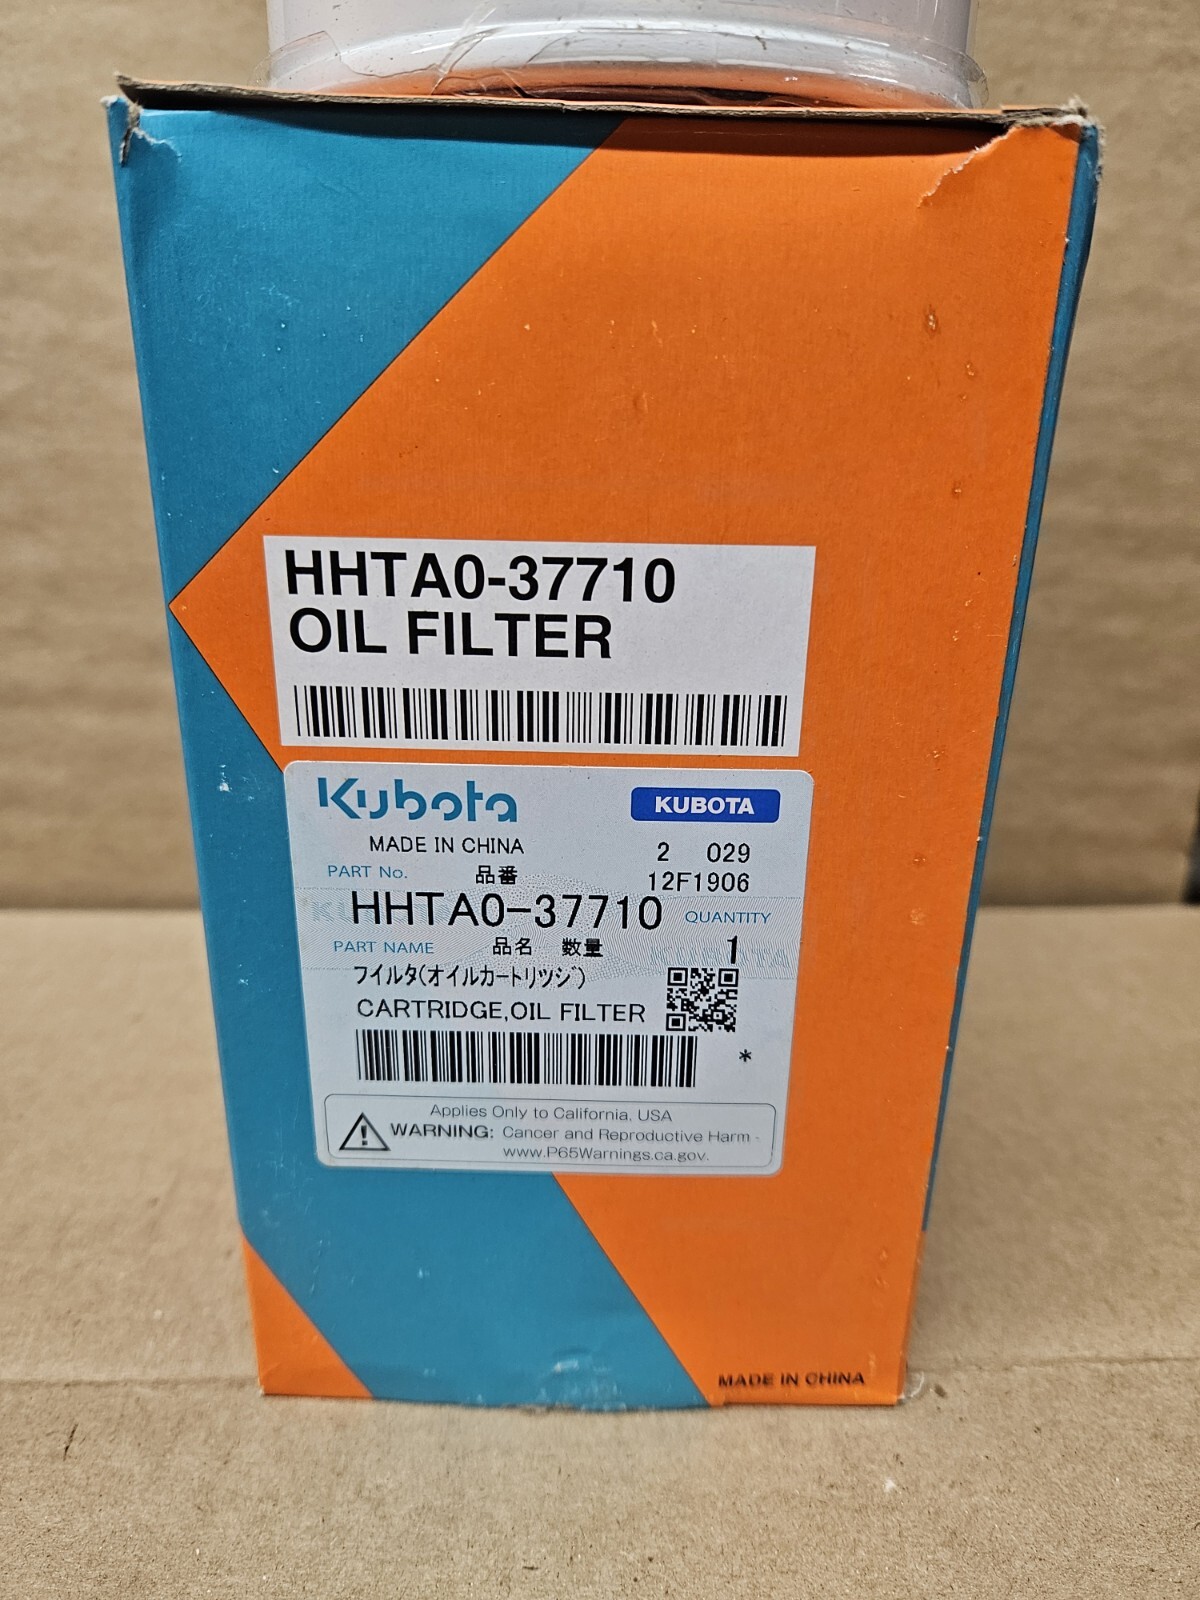 HHTA0-37710
OIL FILTER
Kubota
KUBOTA
MADE IN CHINA
2 029
PART No. 品番
12F1906
HHTA0-37710
QUANTITY
PART NAME 品名 数量
1
フイルタ(オイルカートリツジ)
CARTRIDGE,OIL FILTER
*
Applies Only to California, USA
WARNING: Cancer and Reproductive Harm -
www.P65Warnings.ca.gov.
MADE IN CHINA